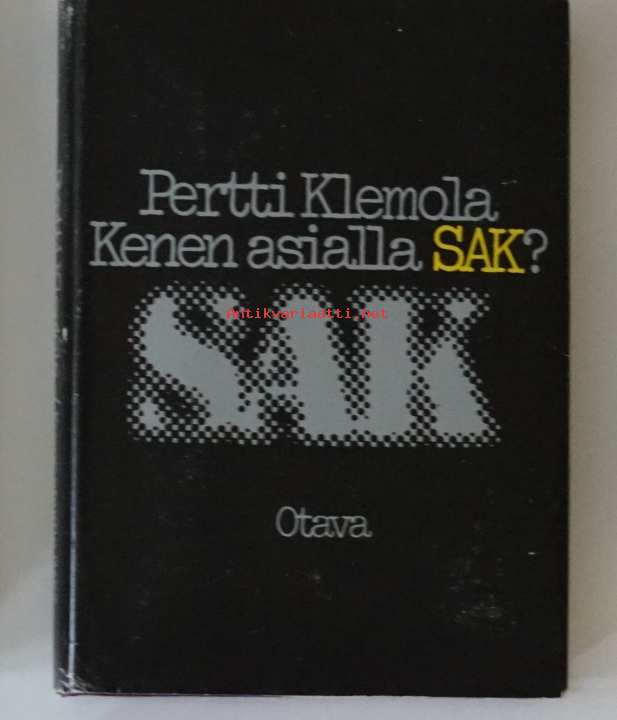 Pertti Klemola
Kenen asialla SAK?
SAK
Antikvariaatti.net
Otava